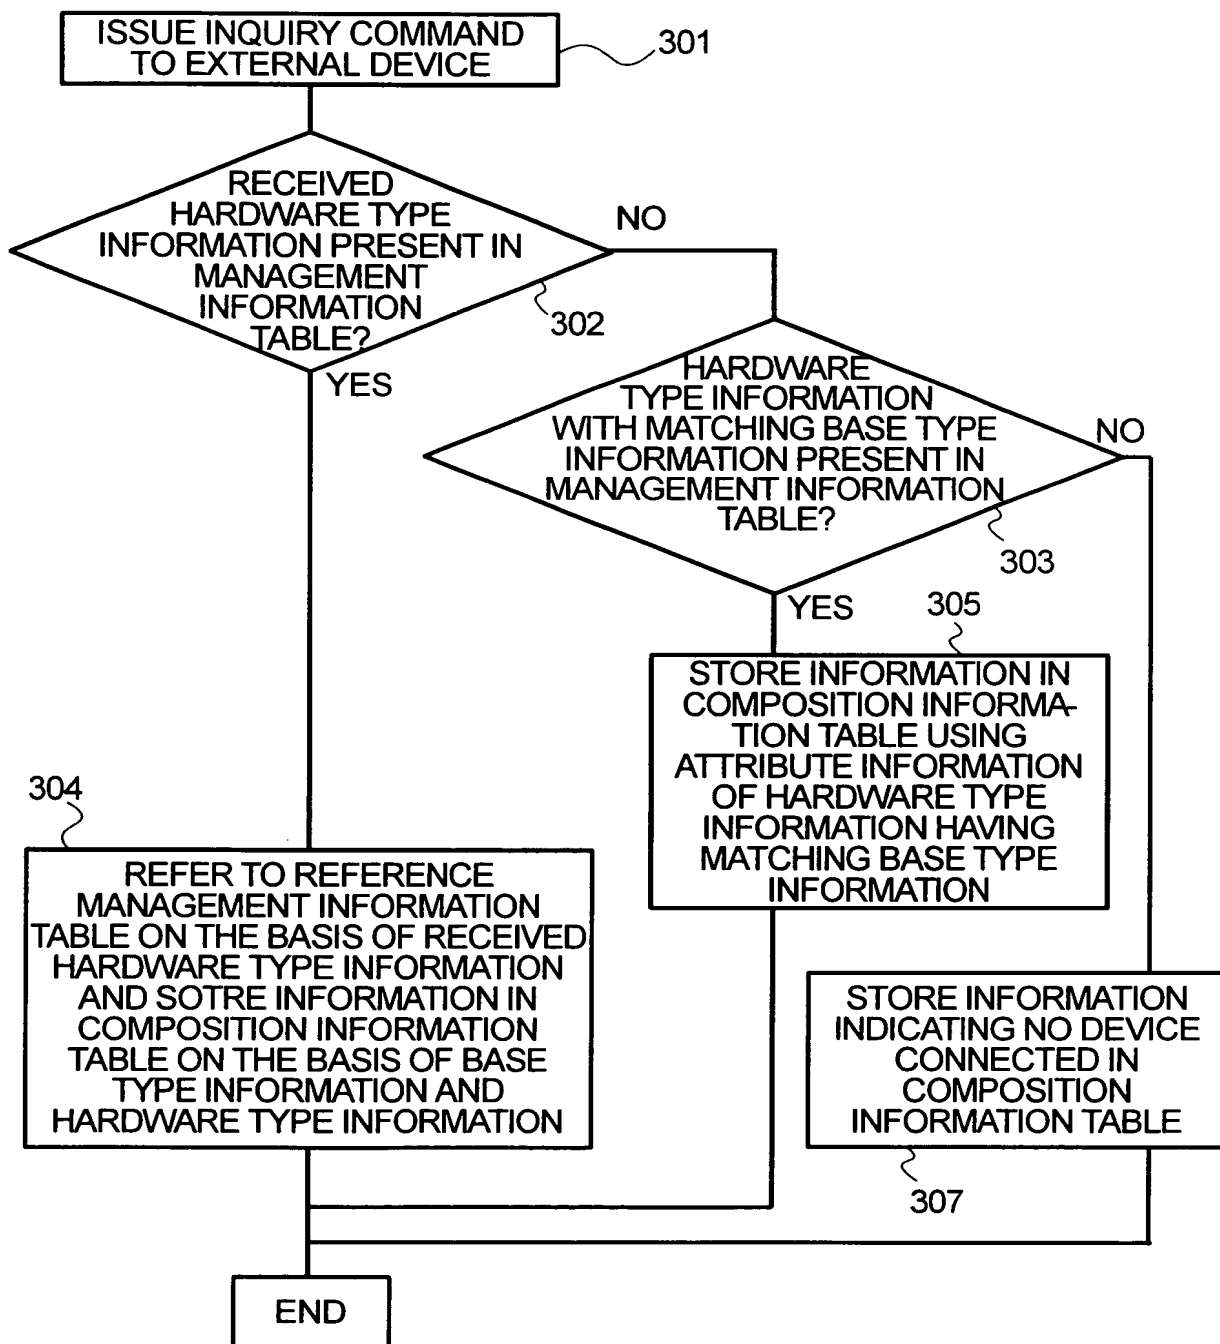 ISSUE INQUIRY COMMAND
TO EXTERNAL DEVICE
301
RECEIVED
HARDWARE TYPE
INFORMATION PRESENT IN
MANAGEMENT
INFORMATION
TABLE?
NO
302
YES
HARDWARE
TYPE INFORMATION
WITH MATCHING BASE TYPE
INFORMATION PRESENT IN
MANAGEMENT INFORMATION
TABLE?
NO
303
YES
305
STORE INFORMATION IN
COMPOSITION INFORMA-
TION TABLE USING
ATTRIBUTE INFORMATION
OF HARDWARE TYPE
INFORMATION HAVING
MATCHING BASE TYPE
INFORMATION
304
REFER TO REFERENCE
MANAGEMENT INFORMATION
TABLE ON THE BASIS OF RECEIVED
HARDWARE TYPE INFORMATION
AND SOTRE INFORMATION IN
COMPOSITION INFORMATION
TABLE ON THE BASIS OF BASE
TYPE INFORMATION AND
HARDWARE TYPE INFORMATION
STORE INFORMATION
INDICATING NO DEVICE
CONNECTED IN
COMPOSITION
INFORMATION TABLE
307
END